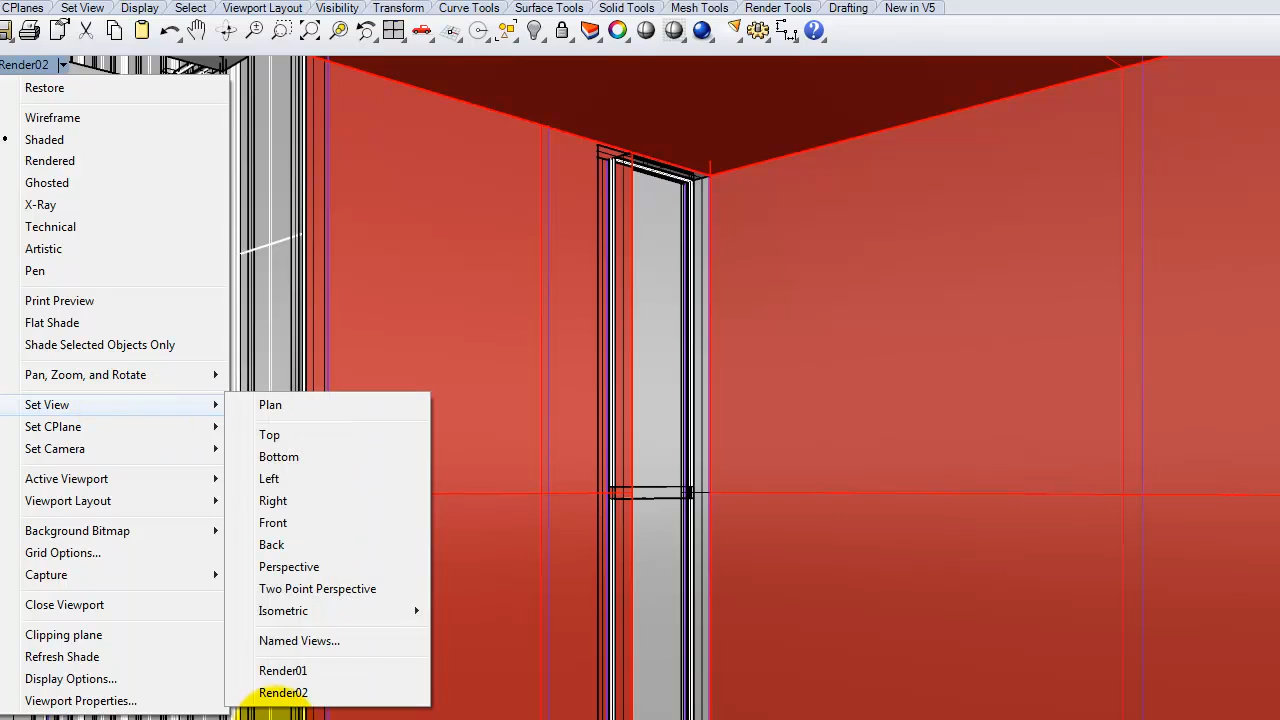 CPlanes Set View Display Select Viewport Layout Visibility Transform Curve Tools Surface Tools Solid Tools Mesh Tools Render Tools Drafting New in V5
Render02
Restore
Wireframe
Shaded
Rendered
Ghosted
X-Ray
Technical
Artistic
Pen
Print Preview
Flat Shade
Shade Selected Objects Only
Pan, Zoom, and Rotate
Set View
Set CPlane
Set Camera
Active Viewport
Viewport Layout
Background Bitmap
Grid Options...
Capture
Close Viewport
Clipping plane
Refresh Shade
Display Options...
Viewport Properties...
Plan
Top
Bottom
Left
Right
Front
Back
Perspective
Two Point Perspective
Isometric
Named Views...
Render01
Render02